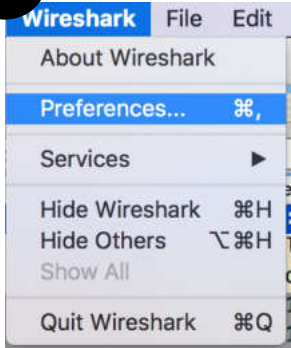 Wireshark File Edit
About Wireshark
Preferences... ⌘,
Services ▶
Hide Wireshark ⌘H
Hide Others ⌥⌘H
Show All
Quit Wireshark ⌘Q